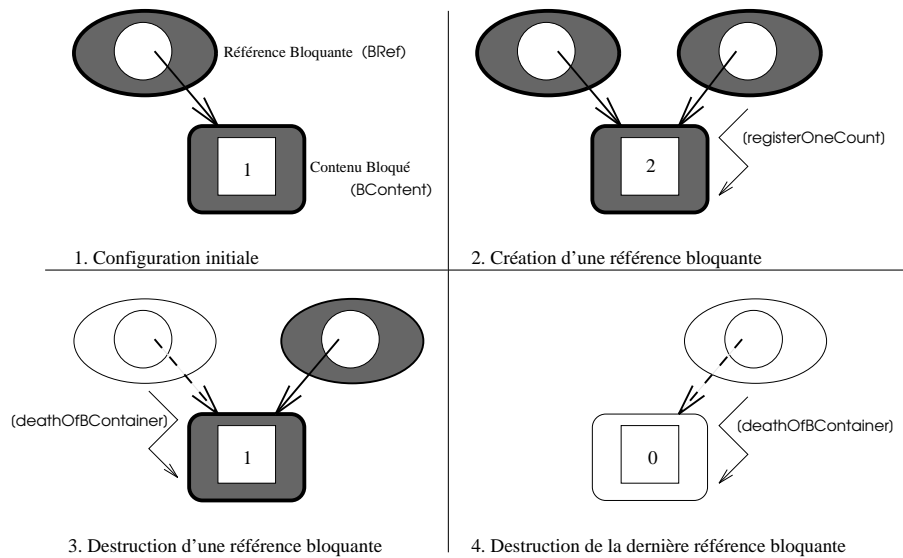 Référence Bloquante (BRef)
1
Contenu Bloqué
(BContent)
1. Configuration initiale
(registerOneCount)
2
2. Création d'une référence bloquante
(deathOfBContainer)
1
3. Destruction d'une référence bloquante
(deathOfBContainer)
0
4. Destruction de la dernière référence bloquante